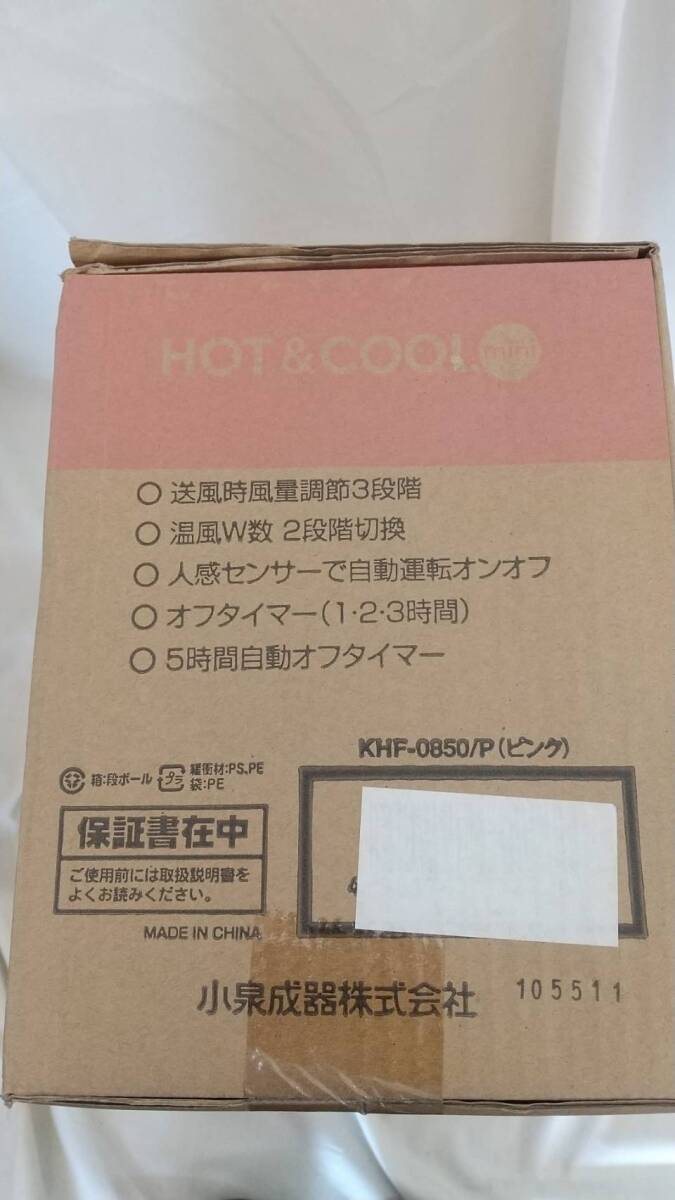 HOT & COOL mini
○ 送風時風量調節3段階
○ 温風W数 2段階切換
○ 人感センサーで自動運転オンオフ
○ オフタイマー(1・2・3時間)
○ 5時間自動オフタイマー
KHF-0850/P(ピンク)
箱:段ボール
プラ
緩衝材:PS、PE
袋:PE
保証書在中
ご使用前には取扱説明書を
よくお読みください。
MADE IN CHINA
小泉成器株式会社
105511